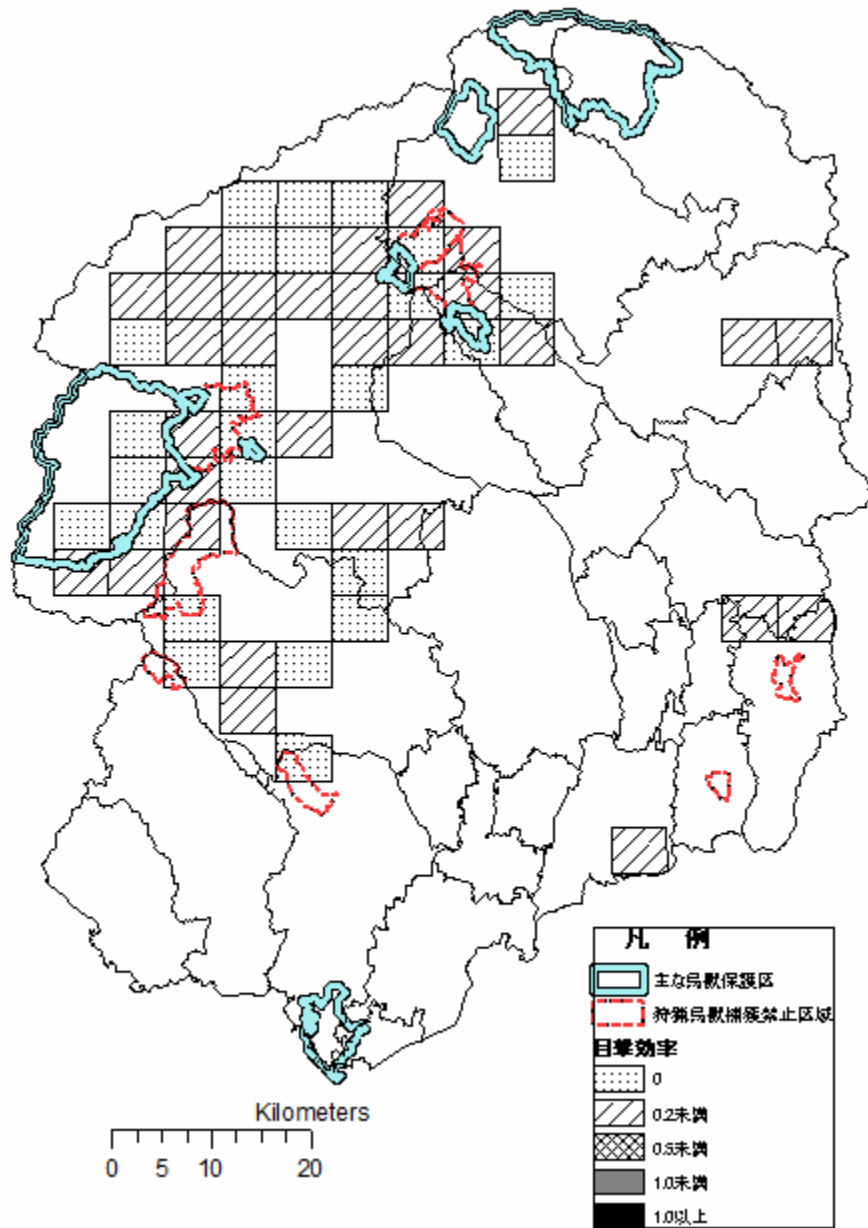 凡 例
主な鳥獣保護区
狩猟鳥獣捕獲禁止区域
目撃効率
0
0.2未満
0.5未満
1.0未満
1.0以上
Kilometers
0 5 10 20